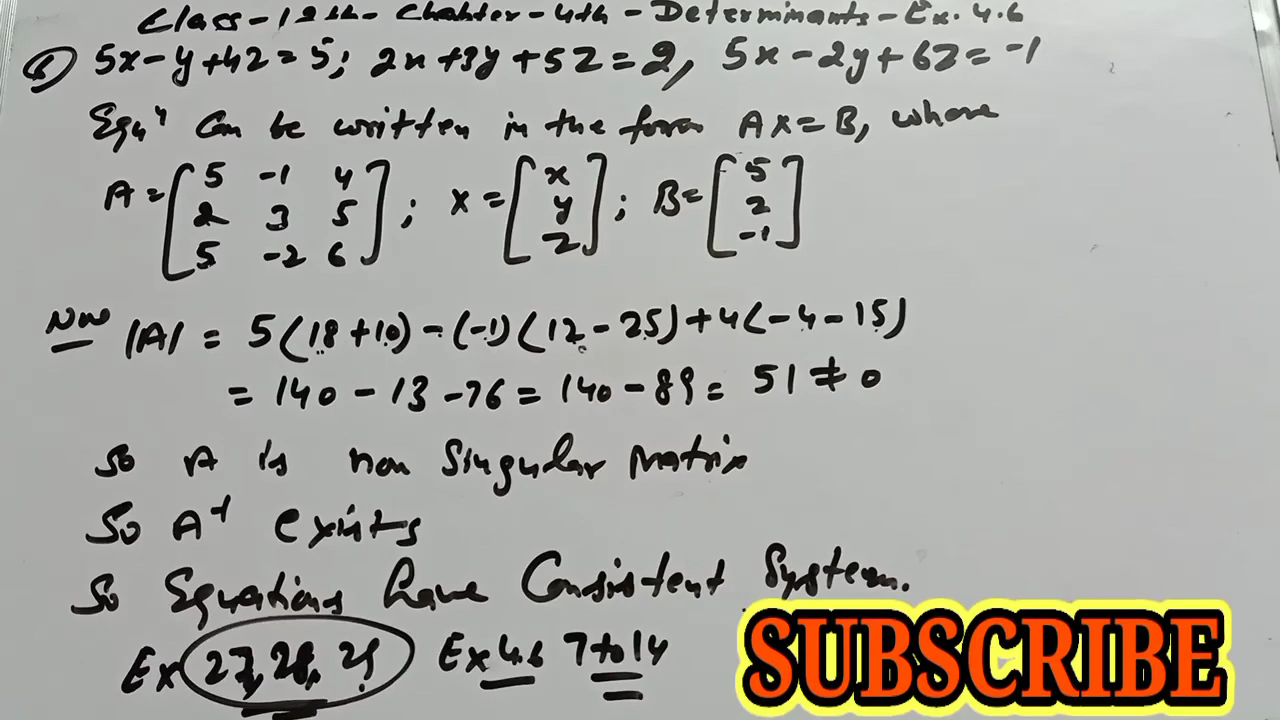 Class-12th-Chapter-4th-Determinants-Ex.4.6
6) 5x-y+4z=5; 2x+3y+5z=2, 5x-2y+6z=-1
Eqnˢ can be written in the form AX=B, where
A=[5 -1 4; X=[x; B=[5
2 3 5 y 2
5 -2 6] z] -1]
Now |A| = 5(18+10)-(-1)(12-25)+4(-4-15)
= 140-13-76=140-89= 51≠0
So A is non Singular matrix
So A⁻¹ exists
So Equations have Consistent System.
Ex 27, 28, 29 Ex 4.6 7 to 14
SUBSCRIBE